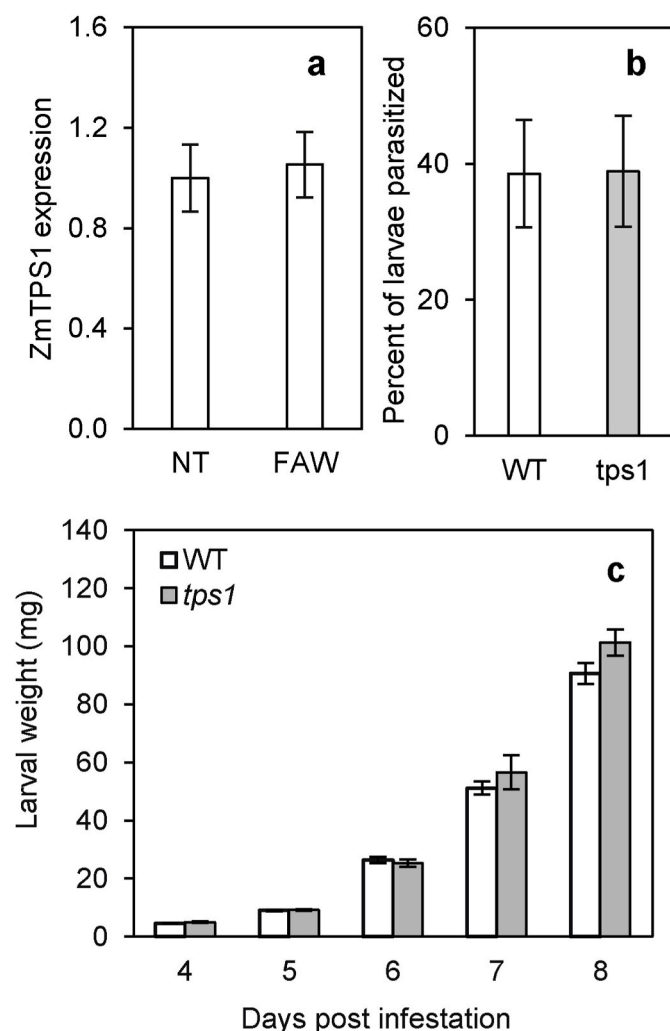 ZmTPS1 expression
1.6
1.2
0.8
0.4
0.0
a
NT FAW
Percent of larvae parasitized
60
40
20
0
b
WT tps1
Larval weight (mg)
140
120
100
80
60
40
20
0
WT
tps1
c
4 5 6 7 8
Days post infestation